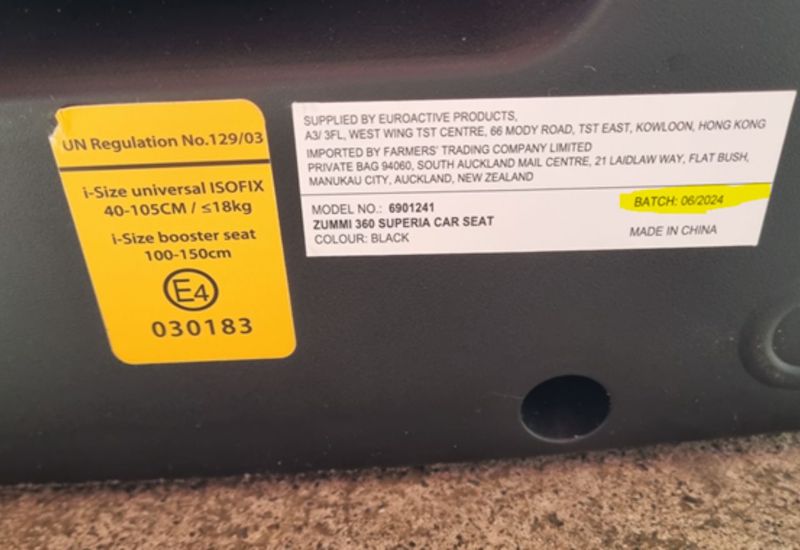 UN Regulation No.129/03
i-Size universal ISOFIX
40-105CM / ≤18kg
i-Size booster seat
100-150cm
E4
030183
SUPPLIED BY EUROACTIVE PRODUCTS,
A3/ 3FL, WEST WING TST CENTRE, 66 MODY ROAD, TST EAST, KOWLOON, HONG KONG
IMPORTED BY FARMERS' TRADING COMPANY LIMITED
PRIVATE BAG 94060, SOUTH AUCKLAND MAIL CENTRE, 21 LAIDLAW WAY, FLAT BUSH,
MANUKAU CITY, AUCKLAND, NEW ZEALAND
MODEL NO.: 6901241
ZUMMI 360 SUPERIA CAR SEAT
COLOUR: BLACK
BATCH: 06/2024
MADE IN CHINA